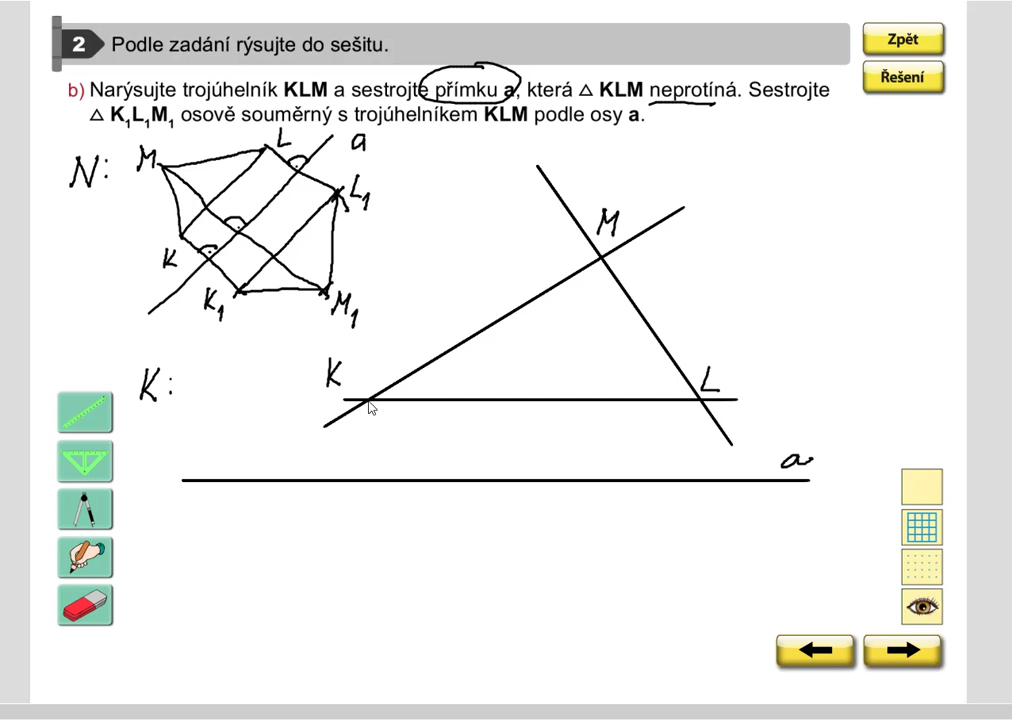 2 Podle zadání rýsujte do sešitu.
Zpět
Řešení
b) Narýsujte trojúhelník KLM a sestrojte přímku a, která △ KLM neprotíná. Sestrojte
△ K₁L₁M₁ osově souměrný s trojúhelníkem KLM podle osy a.
N:
M
L
a
L₁
K
K₁
M₁
M
K:
K
L
a